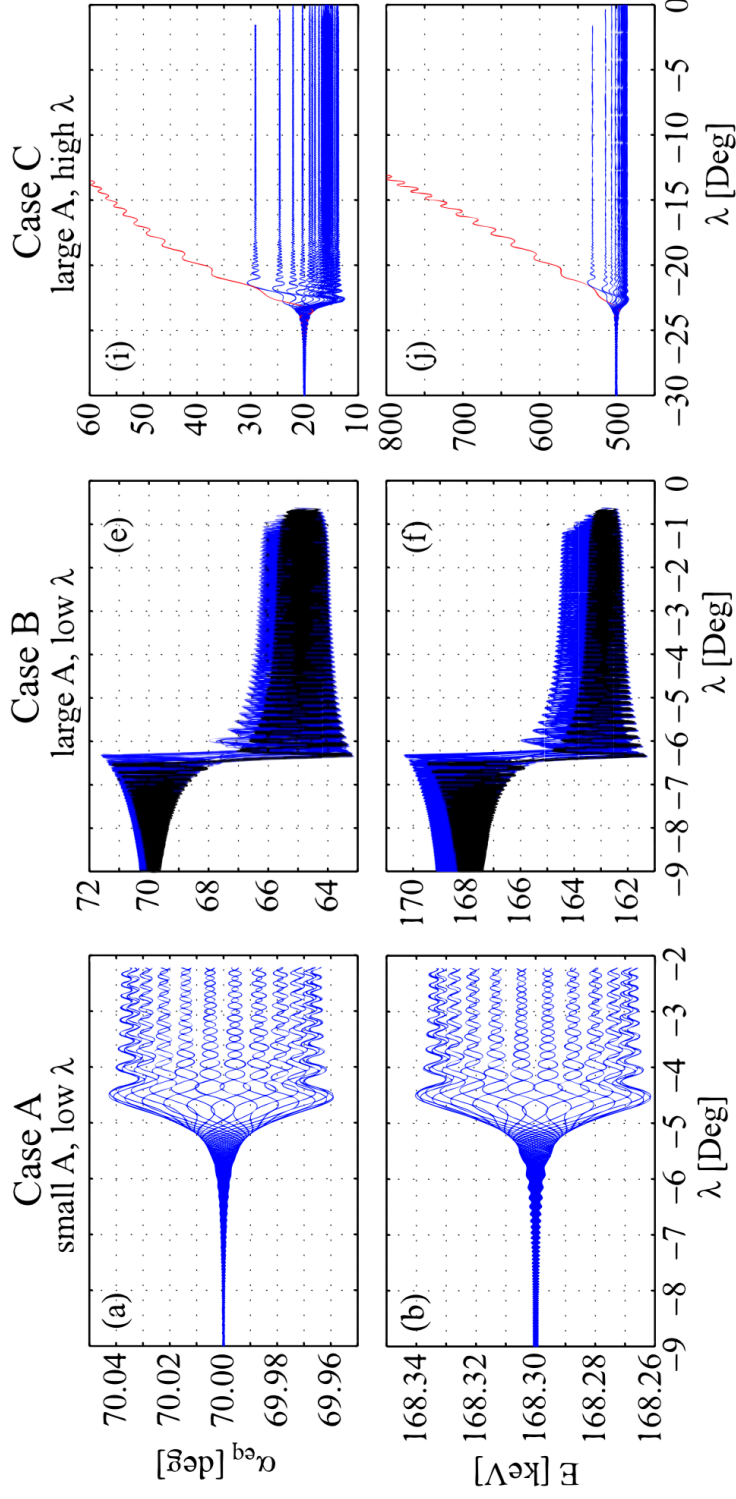 Case A
small A, low λ
Case B
large A, low λ
Case C
large A, high λ
αeq [deg]
70.04
70.02
70.00
69.98
69.96
(a)
72
70
68
66
64
(e)
60
50
40
30
20
10
(i)
E [keV]
168.34
168.32
168.30
168.28
168.26
(b)
−9 −8 −7 −6 −5 −4 −3 −2
λ [Deg]
170
168
166
164
162
(f)
−9 −8 −7 −6 −5 −4 −3 −2 −1 0
λ [Deg]
800
700
600
500
(j)
−30 −25 −20 −15 −10 −5 0
λ [Deg]